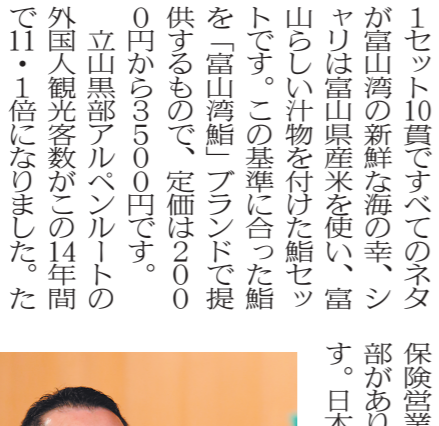 １セット10貫ですべてのネタ
が富山湾の新鮮な海の幸、シ
ャリは富山県産米を使い、富
山らしい汁物を付けた鮨セッ
トです。この基準に合った鮨
を「富山湾鮨」ブランドで提
供するもので、定価は２００
０円から３５００円です。
　立山黒部アルペンルートの
外国人観光客数がこの14年間
で11・１倍になりました。た
保険営業
部があり
す。日本